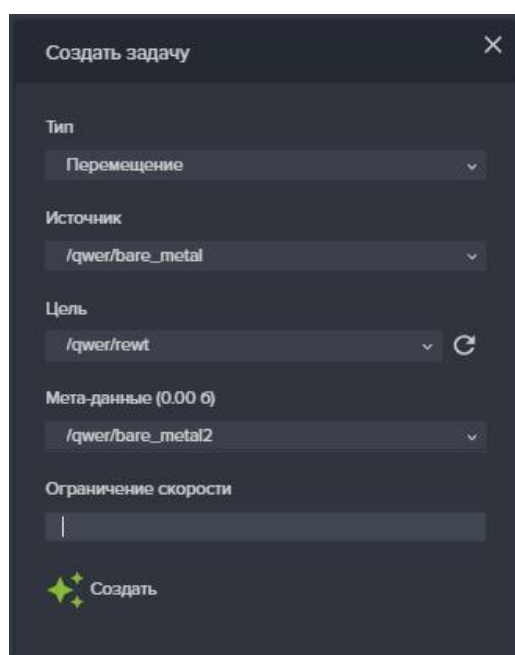 Создать задачу
Тип
Перемещение
Источник
/qwer/bare_metal
Цель
/qwer/rewt
Мета-данные (0.00 б)
/qwer/bare_metal2
Ограничение скорости
Создать